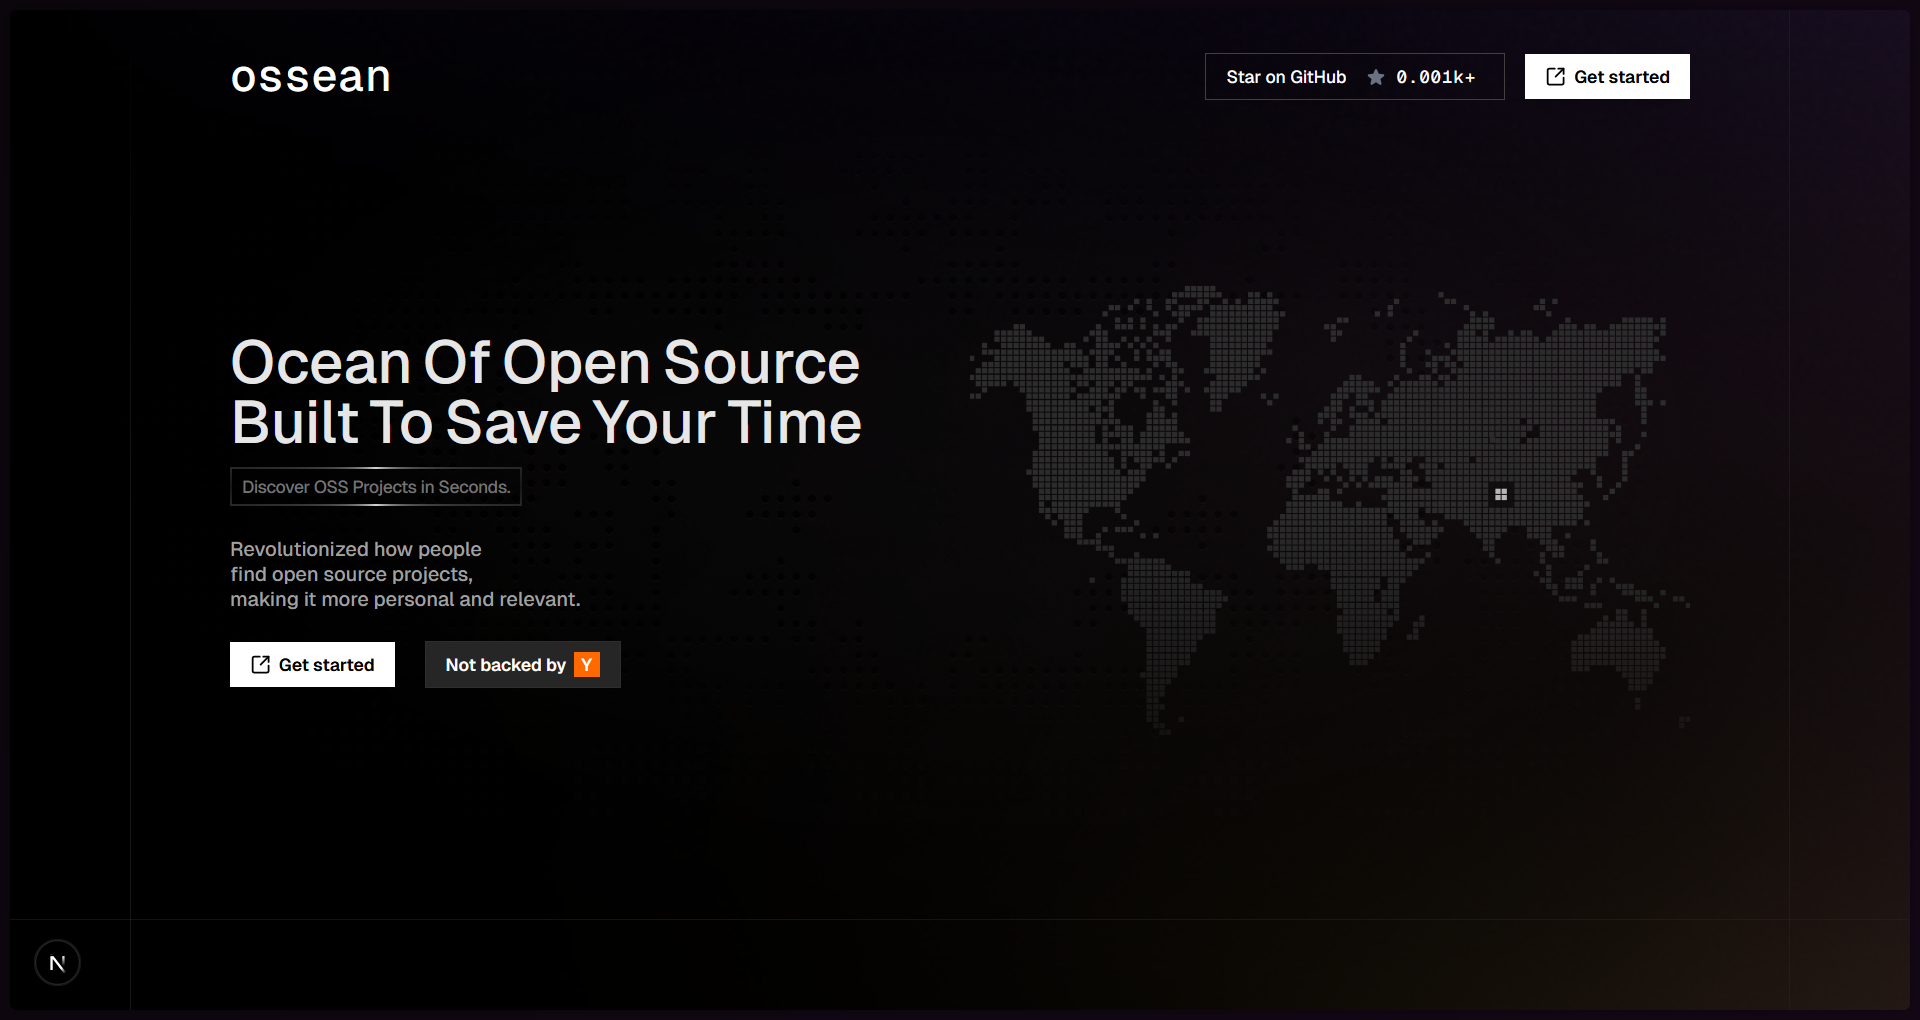 ossean
Star on GitHub 0.001k+
Get started
Ocean Of Open Source
Built To Save Your Time
Discover OSS Projects in Seconds.
Revolutionized how people
find open source projects,
making it more personal and relevant.
Get started
Not backed by Y
N